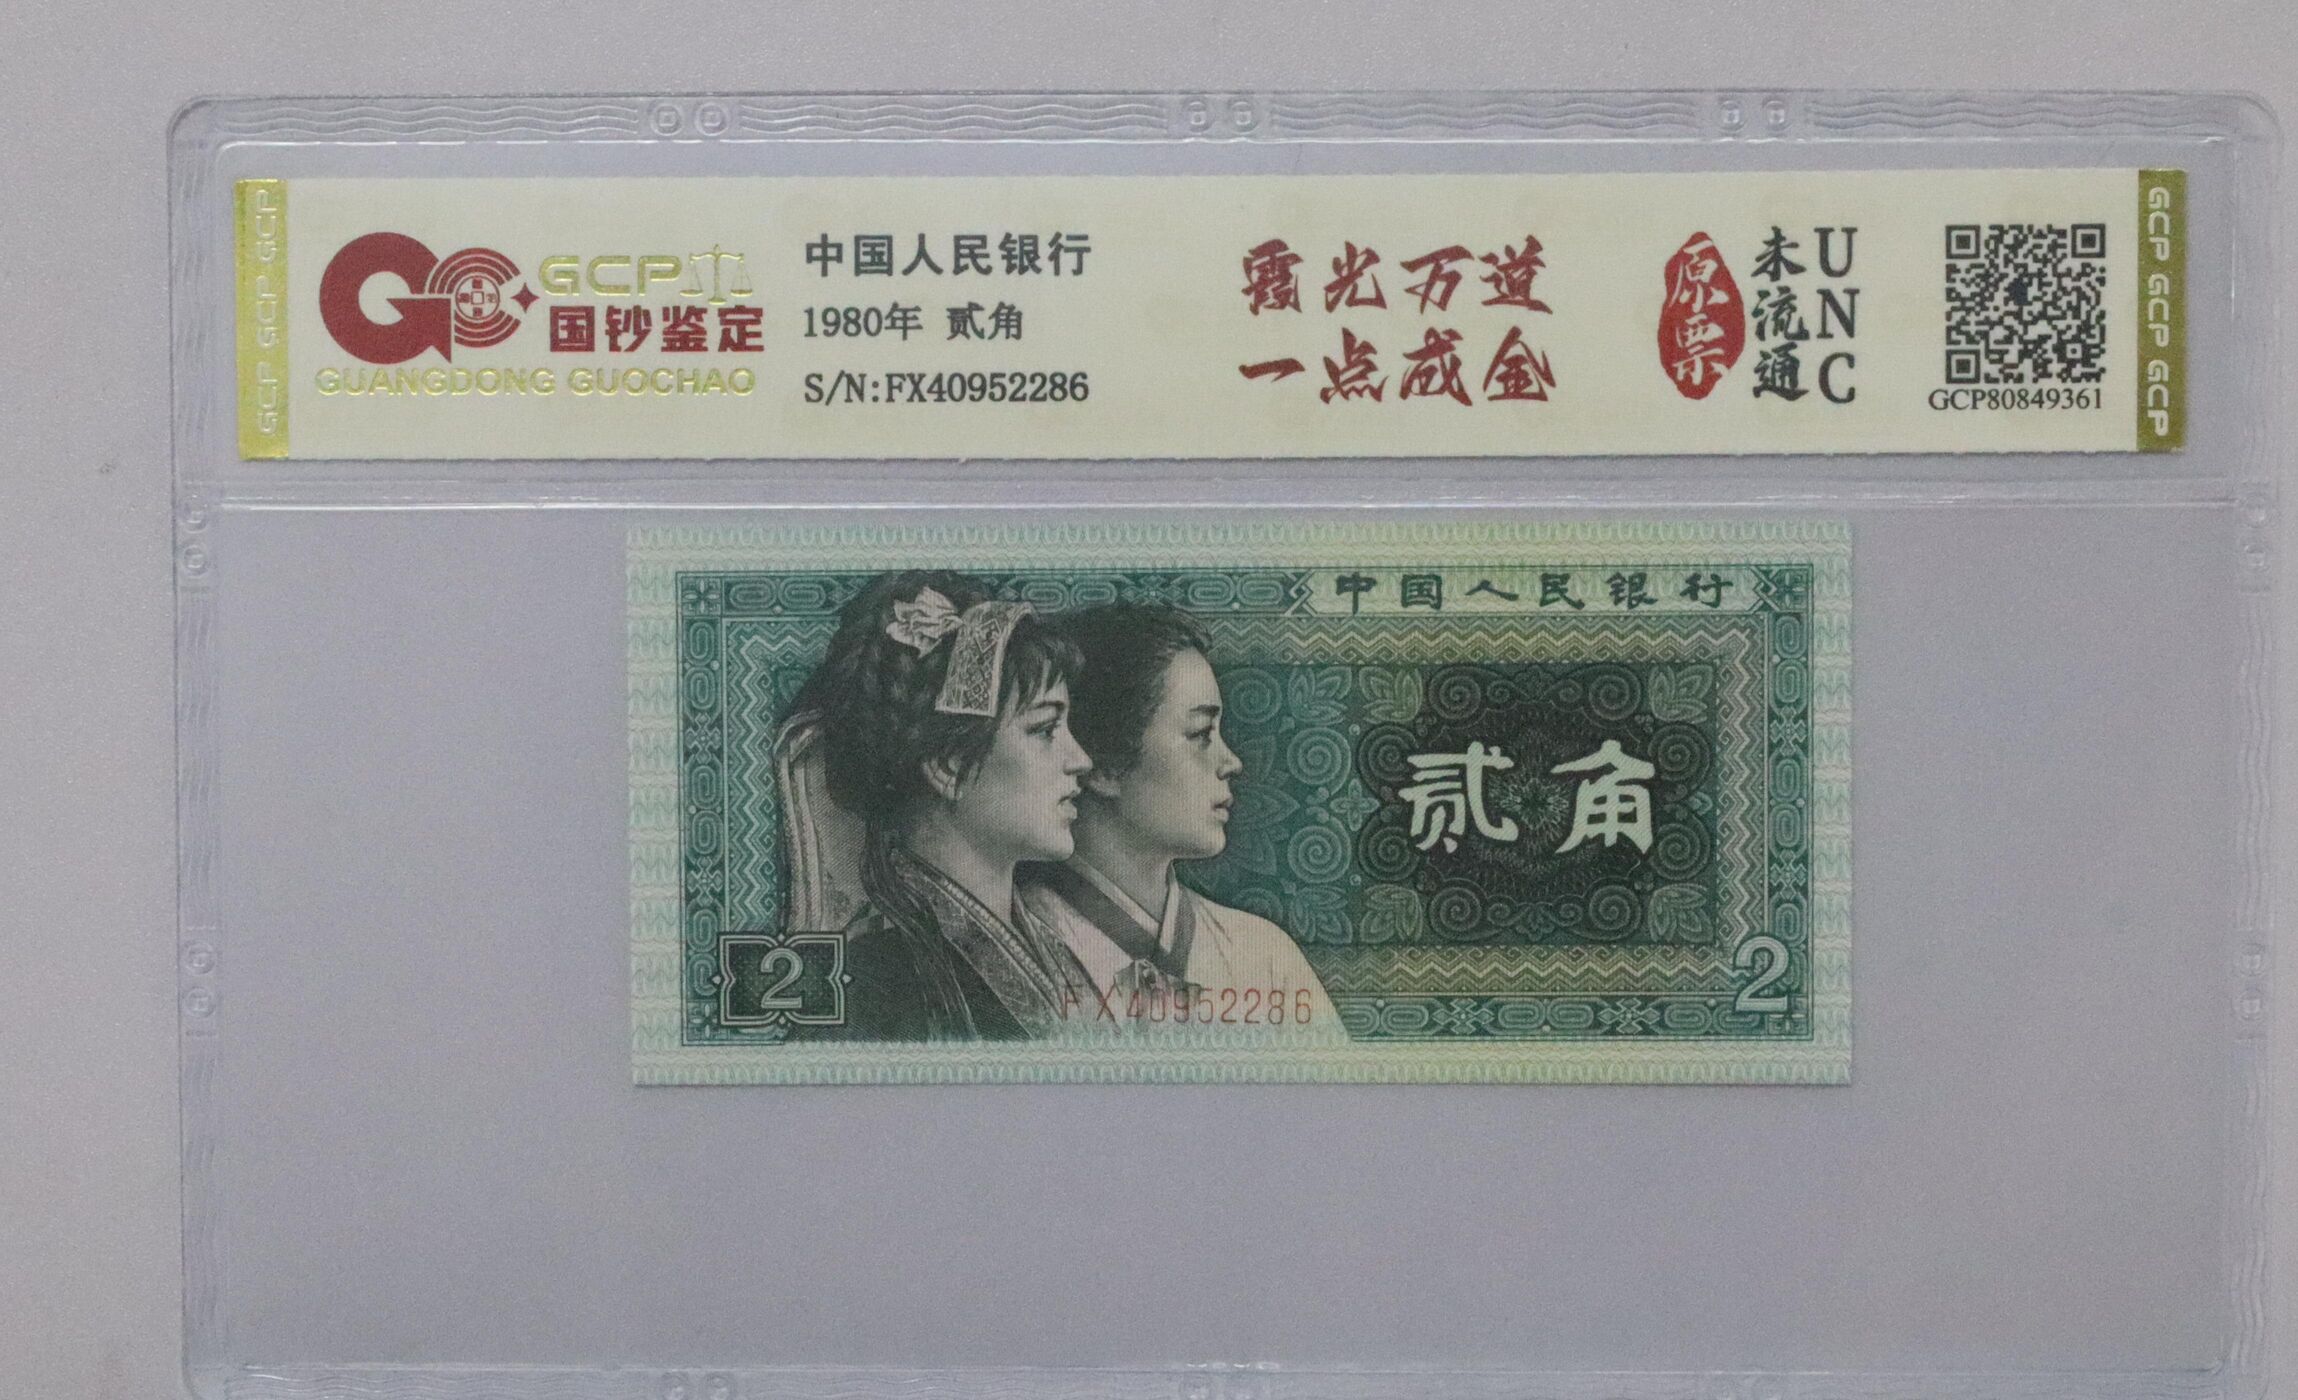 GCP GCP GCP
GCP
国钞鉴定
GUANGDONG GUOCHAO
中国人民银行
1980年 贰角
S/N:FX40952286
霞光万道
一点成金
原票
未流通
UNC
GCP80849361
GCP GCP GCP
中国人民银行
贰角
2
FX40952286
2